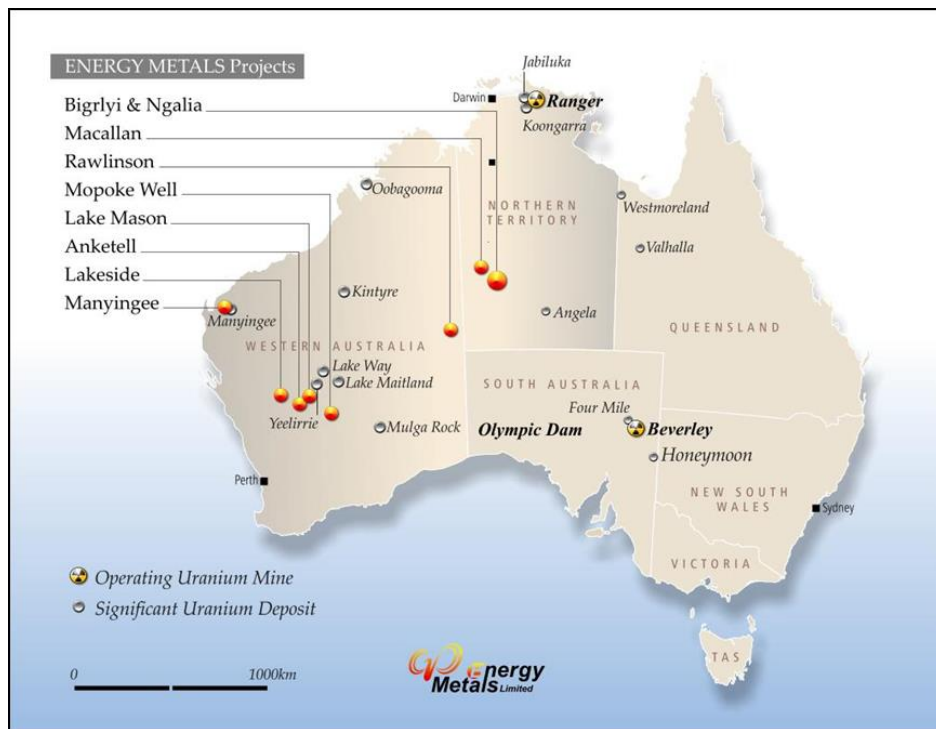 ENERGY METALS Projects
Bigrlyi & Ngalia
Macallan
Rawlinson
Mopoke Well
Lake Mason
Anketell
Lakeside
Manyingee
Jabiluka
Darwin
Ranger
Koongarra
Oobagooma
NORTHERN
TERRITORY
Westmoreland
Valhalla
Kintyre
Manyingee
Angela
QUEENSLAND
WESTERN AUSTRALIA
Lake Way
Lake Maitland
Yeelirrie
Mulga Rock
SOUTH AUSTRALIA
Four Mile
Olympic Dam
Beverley
Honeymoon
Perth
NEW SOUTH
WALES
Sydney
VICTORIA
TAS
Operating Uranium Mine
Significant Uranium Deposit
0 1000km
Energy
Metals Limited